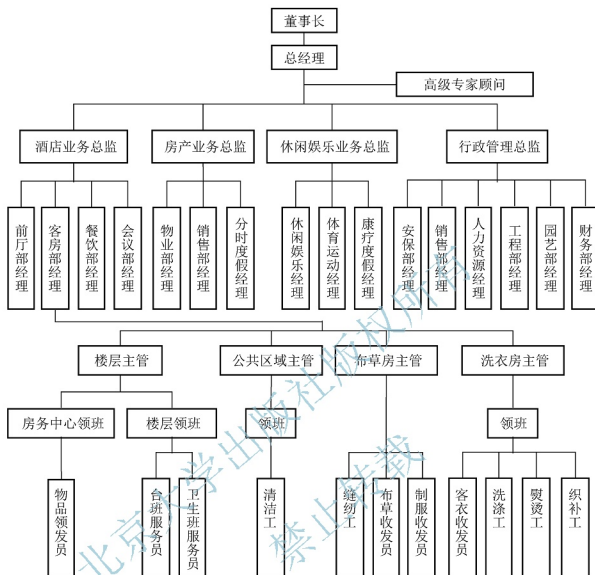 董事长
总经理
高级专家顾问
酒店业务总监
房产业务总监
休闲娱乐业务总监
行政管理总监
前厅部经理
客房部经理
餐饮部经理
会议部经理
物业部经理
销售部经理
分时度假经理
休闲娱乐经理
体育运动经理
康疗度假经理
安保部经理
销售部经理
人力资源经理
工程部经理
园艺部经理
财务部经理
楼层主管
公共区域主管
布草房主管
洗衣房主管
房务中心领班
楼层领班
领班
领班
物品领发员
台班服务员
卫生班服务员
清洁工
缝纫工
布草收发员
制服收发员
客衣收发员
洗涤工
熨烫工
织补工
北京大学出版社版权所有
禁止转载